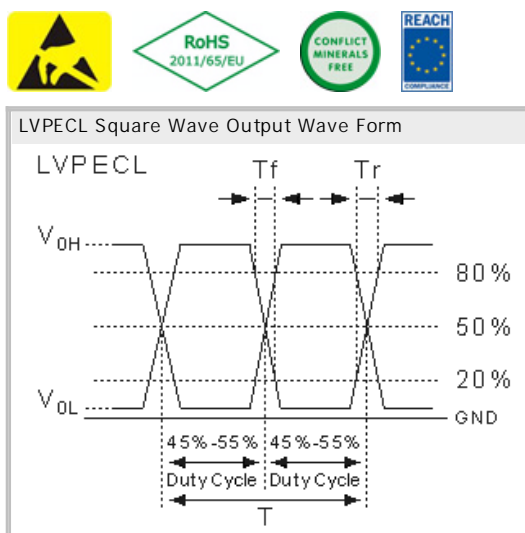 RoHS
2011/65/EU
CONFLICT
MINERALS
FREE
REACH
COMPLIANCE
LVPECL Square Wave Output Wave Form
LVPECL
Tf
Tr
V0H
80%
50%
20%
V0L
GND
45%-55%
45%-55%
Duty Cycle
Duty Cycle
T